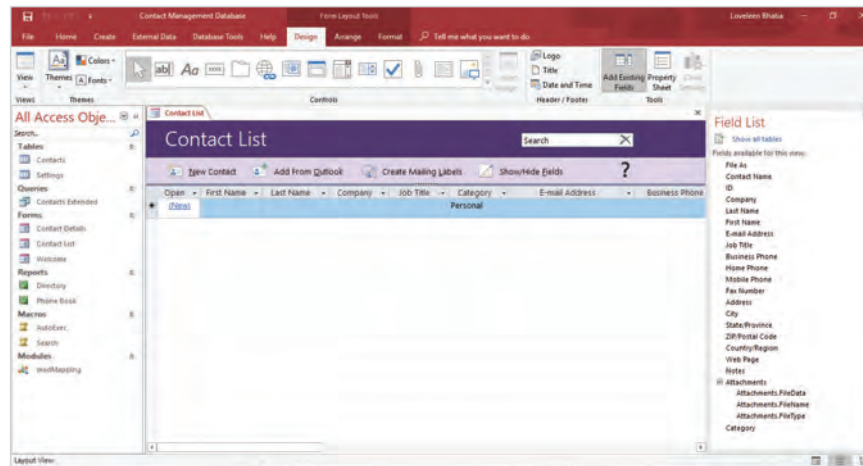 Contact Management Database Form Layout Tools Loveleen Bhatia
File Home Create External Data Database Tools Help Design Arrange Format Tell me what you want to do
View
Views
Themes
Colors
Fonts
Themes
Aa
ab|
Aa
xxxx
Controls
Logo
Title
Date and Time
Header / Footer
Add Existing Fields
Property Sheet
Tools
All Access Obje...
Search...
Tables
Contacts
Settings
Queries
Contacts Extended
Forms
Contact Details
Contact List
Welcome
Reports
Directory
Phone Book
Macros
AutoExec
Search
Modules
modMapping
Contact List
Contact List
Search
New Contact Add From Outlook Create Mailing Labels Show/Hide Fields ?
Open First Name Last Name Company Job Title Category E-mail Address Business Phone
(New) Personal
Field List
Show all tables
Fields available for this view:
File As
Contact Name
ID
Company
Last Name
First Name
E-mail Address
Job Title
Business Phone
Home Phone
Mobile Phone
Fax Number
Address
City
State/Province
ZIP/Postal Code
Country/Region
Web Page
Notes
Attachments
Attachments.FileData
Attachments.FileName
Attachments.FileType
Category
Layout View